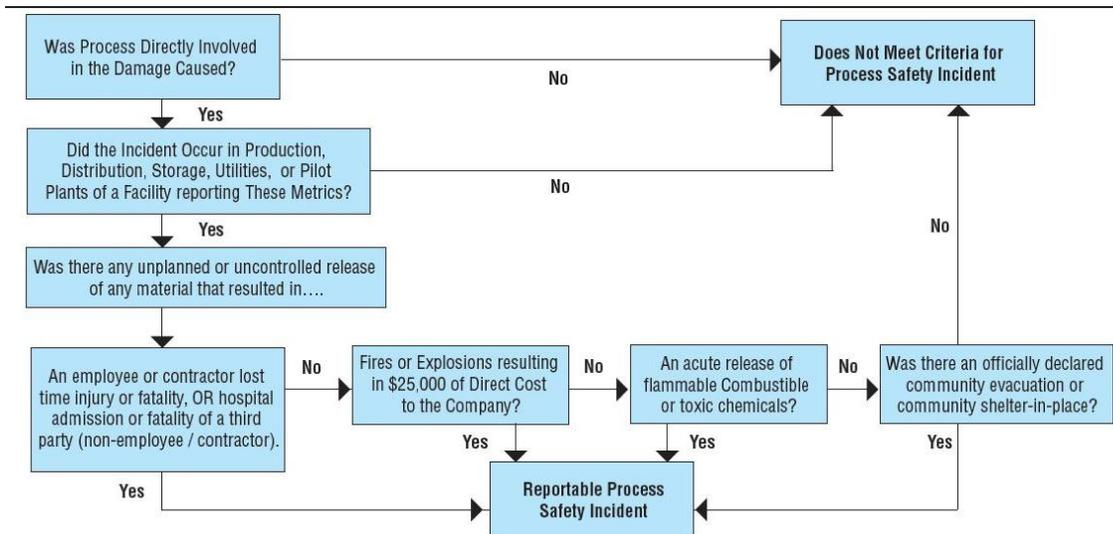 Was Process Directly Involved
in the Damage Caused?
No
Does Not Meet Criteria for
Process Safety Incident
Yes
Did the Incident Occur in Production,
Distribution, Storage, Utilities, or Pilot
Plants of a Facility reporting These Metrics?
No
Yes
No
Was there any unplanned or uncontrolled release
of any material that resulted in....
An employee or contractor lost
time injury or fatality, OR hospital
admission or fatality of a third
party (non-employee / contractor).
No
Fires or Explosions resulting
in $25,000 of Direct Cost
to the Company?
No
An acute release of
flammable Combustible
or toxic chemicals?
No
Was there an officially declared
community evacuation or
community shelter-in-place?
Yes
Yes
Yes
Yes
Reportable Process
Safety Incident